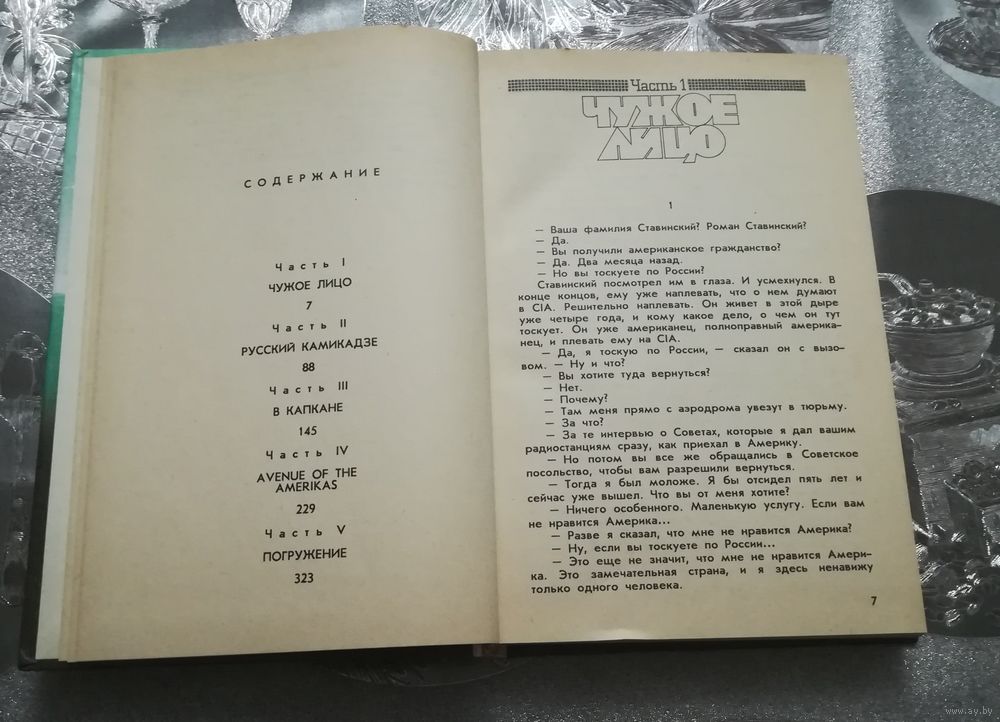 СОДЕРЖАНИЕ
Часть I
ЧУЖОЕ ЛИЦО
7
Часть II
РУССКИЙ КАМИКАДЗЕ
88
Часть III
В КАПКАНЕ
145
Часть IV
AVENUE OF THE
AMERIKAS
229
Часть V
ПОГРУЖЕНИЕ
323
Часть 1
ЧУЖОЕ
ЛИЦО
1
— Ваша фамилия Ставинский? Роман Ставинский?
— Да.
— Вы получили американское гражданство?
— Да. Два месяца назад.
— Но вы тоскуете по России?
Ставинский посмотрел им в глаза. И усмехнулся. В
конце концов, ему уже наплевать, что о нем думают
в CIA. Решительно наплевать. Он живет в этой дыре
уже четыре года, и кому какое дело, о чем он тут
тоскует. Он уже американец, полноправный америка-
нец, и плевать ему на CIA.
— Да, я тоскую по России, — сказал он с вызо-
вом. — Ну и что?
— Вы хотите туда вернуться?
— Нет.
— Почему?
— Там меня прямо с аэродрома увезут в тюрьму.
— За что?
— За те интервью о Советах, которые я дал вашим
радиостанциям сразу, как приехал в Америку.
— Но потом вы все же обращались в Советское
посольство, чтобы вам разрешили вернуться.
— Тогда я был моложе. Я бы отсидел пять лет и
сейчас уже вышел. Что вы от меня хотите?
— Ничего особенного. Маленькую услугу. Если вам
не нравится Америка...
— Разве я сказал, что мне не нравится Америка?
— Ну, если вы тоскуете по России...
— Это еще не значит, что мне не нравится Амери-
ка. Это замечательная страна, и я здесь ненавижу
только одного человека.
7
www.ay.by